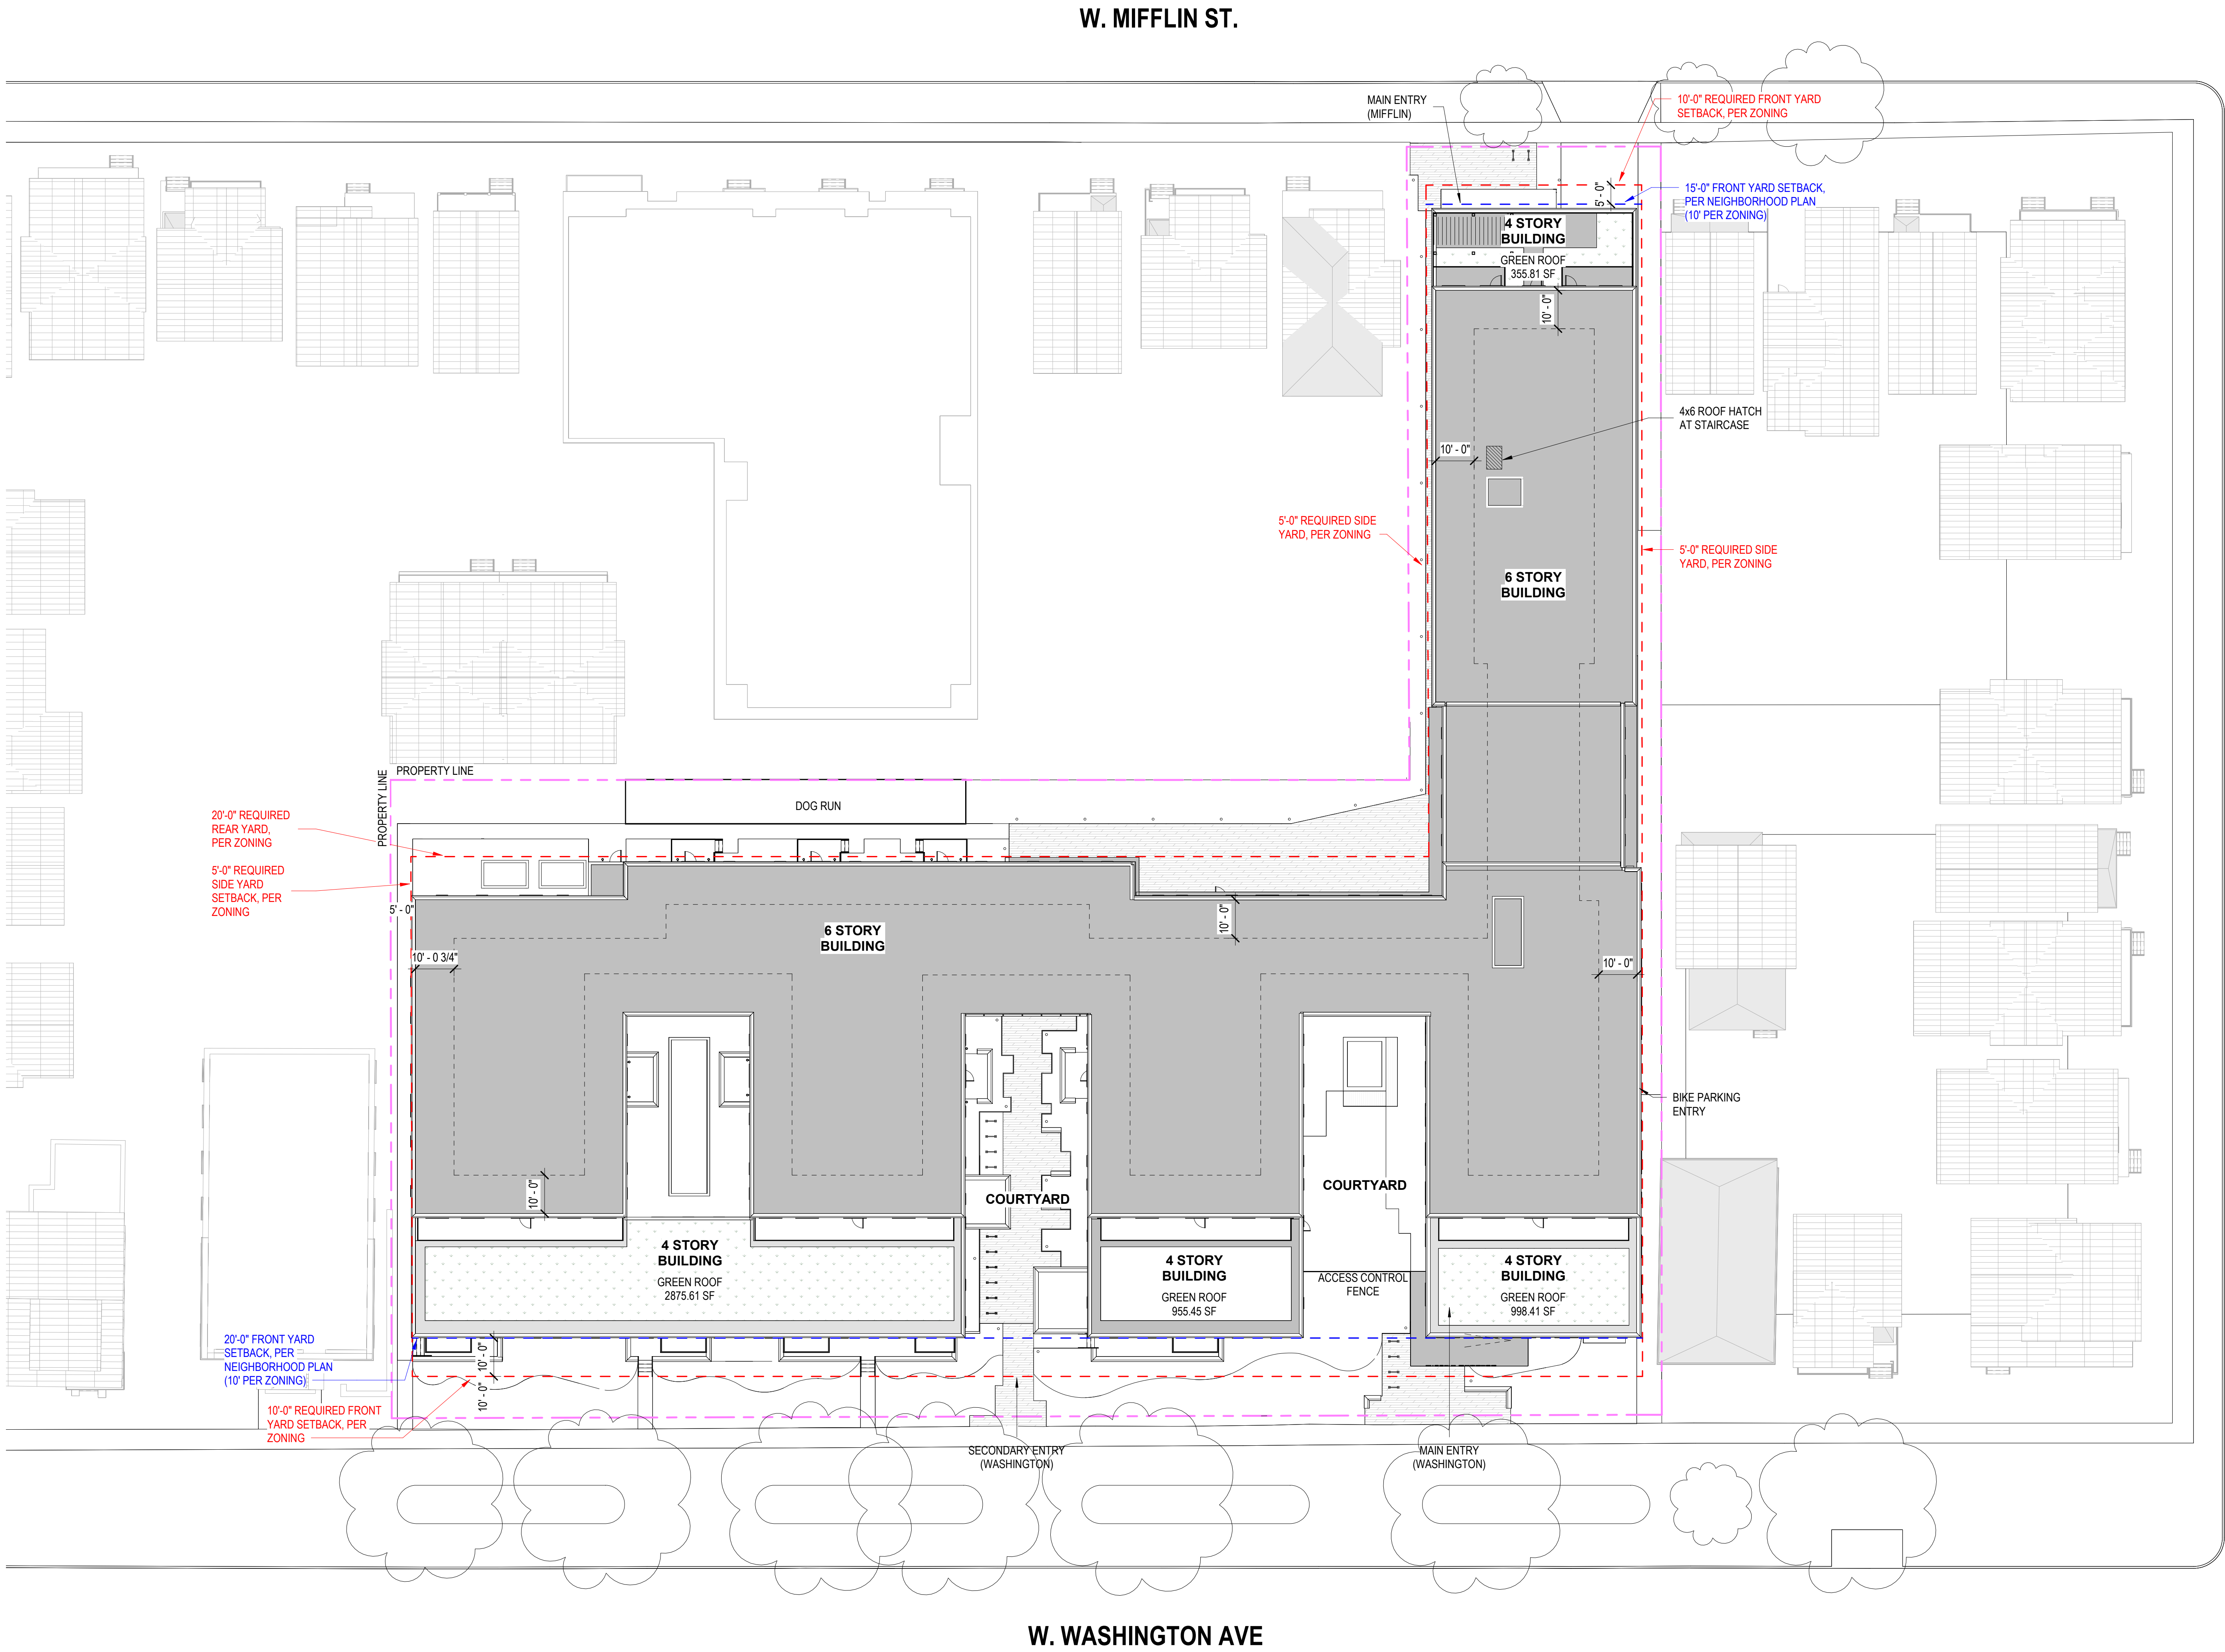 W. MIFFLIN ST.
MAIN ENTRY
(MIFFLIN)
10'-0" REQUIRED FRONT YARD
SETBACK, PER ZONING
5' - 0"
15'-0" FRONT YARD SETBACK,
PER NEIGHBORHOOD PLAN
(10' PER ZONING)
4 STORY
BUILDING
GREEN ROOF
355.81 SF
10' - 0"
4x6 ROOF HATCH
AT STAIRCASE
10' - 0"
5'-0" REQUIRED SIDE
YARD, PER ZONING
5'-0" REQUIRED SIDE
YARD, PER ZONING
6 STORY
BUILDING
PROPERTY LINE
PROPERTY LINE
DOG RUN
20'-0" REQUIRED
REAR YARD,
PER ZONING
5'-0" REQUIRED
SIDE YARD
SETBACK, PER
ZONING
5' - 0"
10' - 0"
6 STORY
BUILDING
10' - 0 3/4"
10' - 0"
BIKE PARKING
ENTRY
10' - 0"
COURTYARD
COURTYARD
4 STORY
BUILDING
GREEN ROOF
2875.61 SF
4 STORY
BUILDING
GREEN ROOF
955.45 SF
ACCESS CONTROL
FENCE
4 STORY
BUILDING
GREEN ROOF
998.41 SF
20'-0" FRONT YARD
SETBACK, PER
NEIGHBORHOOD PLAN
(10' PER ZONING)
10' - 0"
10' - 0"
10'-0" REQUIRED FRONT
YARD SETBACK, PER
ZONING
SECONDARY ENTRY
(WASHINGTON)
MAIN ENTRY
(WASHINGTON)
W. WASHINGTON AVE